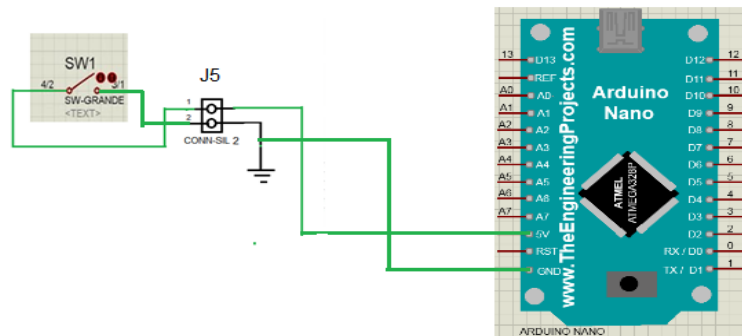 SW1
4/2
3/1
SW-GRANDE
<TEXT>
J5
1
2
CONN-SIL 2
www.TheEngineeringProjects.com
Arduino
Nano
ATMEL
ATMEGA328P
13 D13
REF
A0 A0
A1 A1
A2 A2
A3 A3
A4 A4
A5 A5
A6 A6
A7 A7
5V
RST
GND
D12 12
D11 11
D10 10
D9 9
D8 8
D7 7
D6 6
D5 5
D4 4
D3 3
D2 2
RX / D0 0
TX / D1 1
ARDUINO NANO